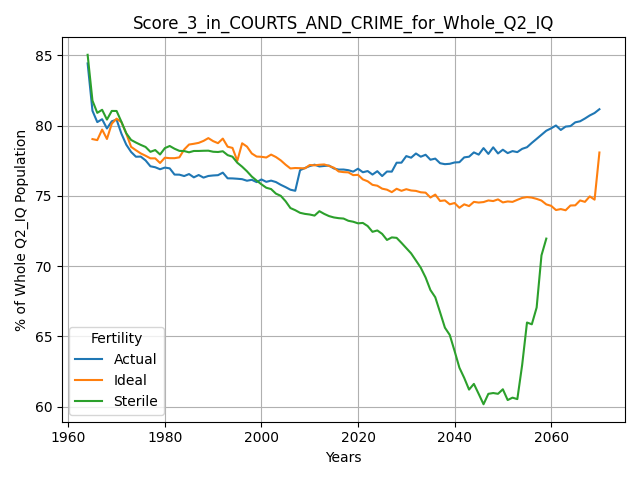 Score_3_in_COURTS_AND_CRIME_for_Whole_Q2_IQ
% of Whole Q2_IQ Population
85
80
75
70
65
60
Fertility
Actual
Ideal
Sterile
1960
1980
2000
2020
2040
2060
Years